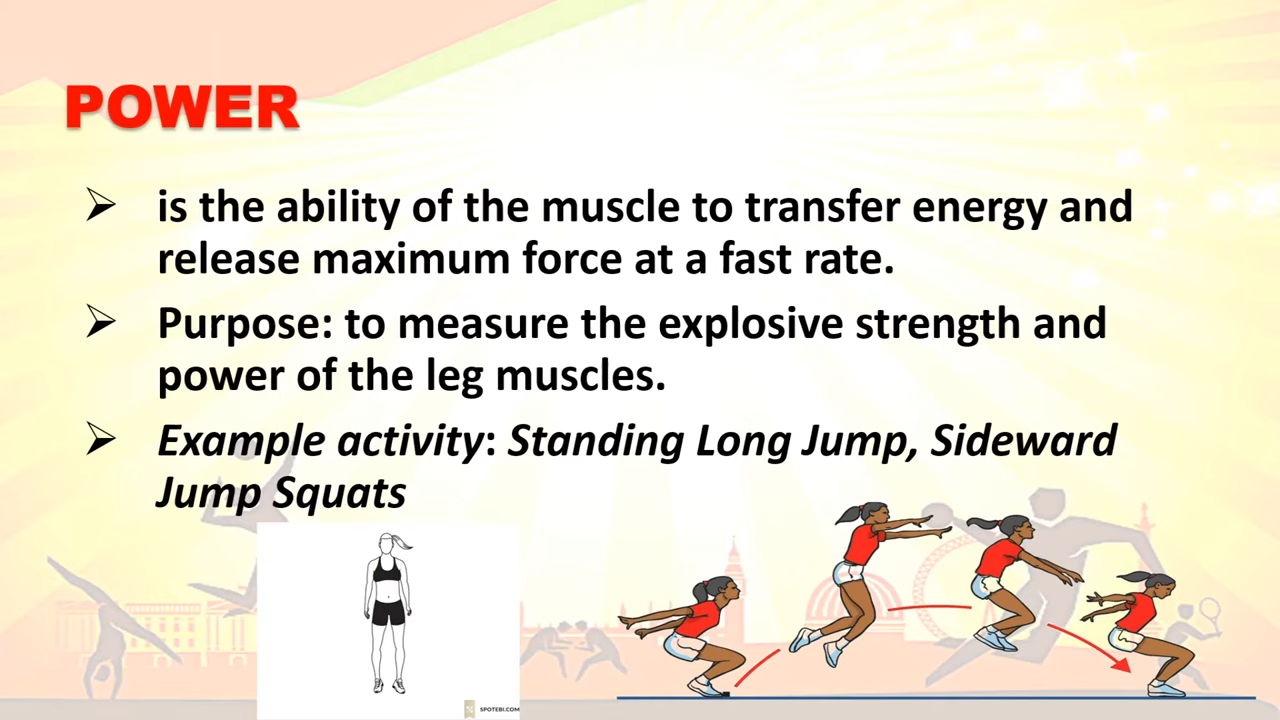 POWER
➢ is the ability of the muscle to transfer energy and
release maximum force at a fast rate.
➢ Purpose: to measure the explosive strength and
power of the leg muscles.
➢ Example activity: Standing Long Jump, Sideward
Jump Squats
SPOTEBI.COM